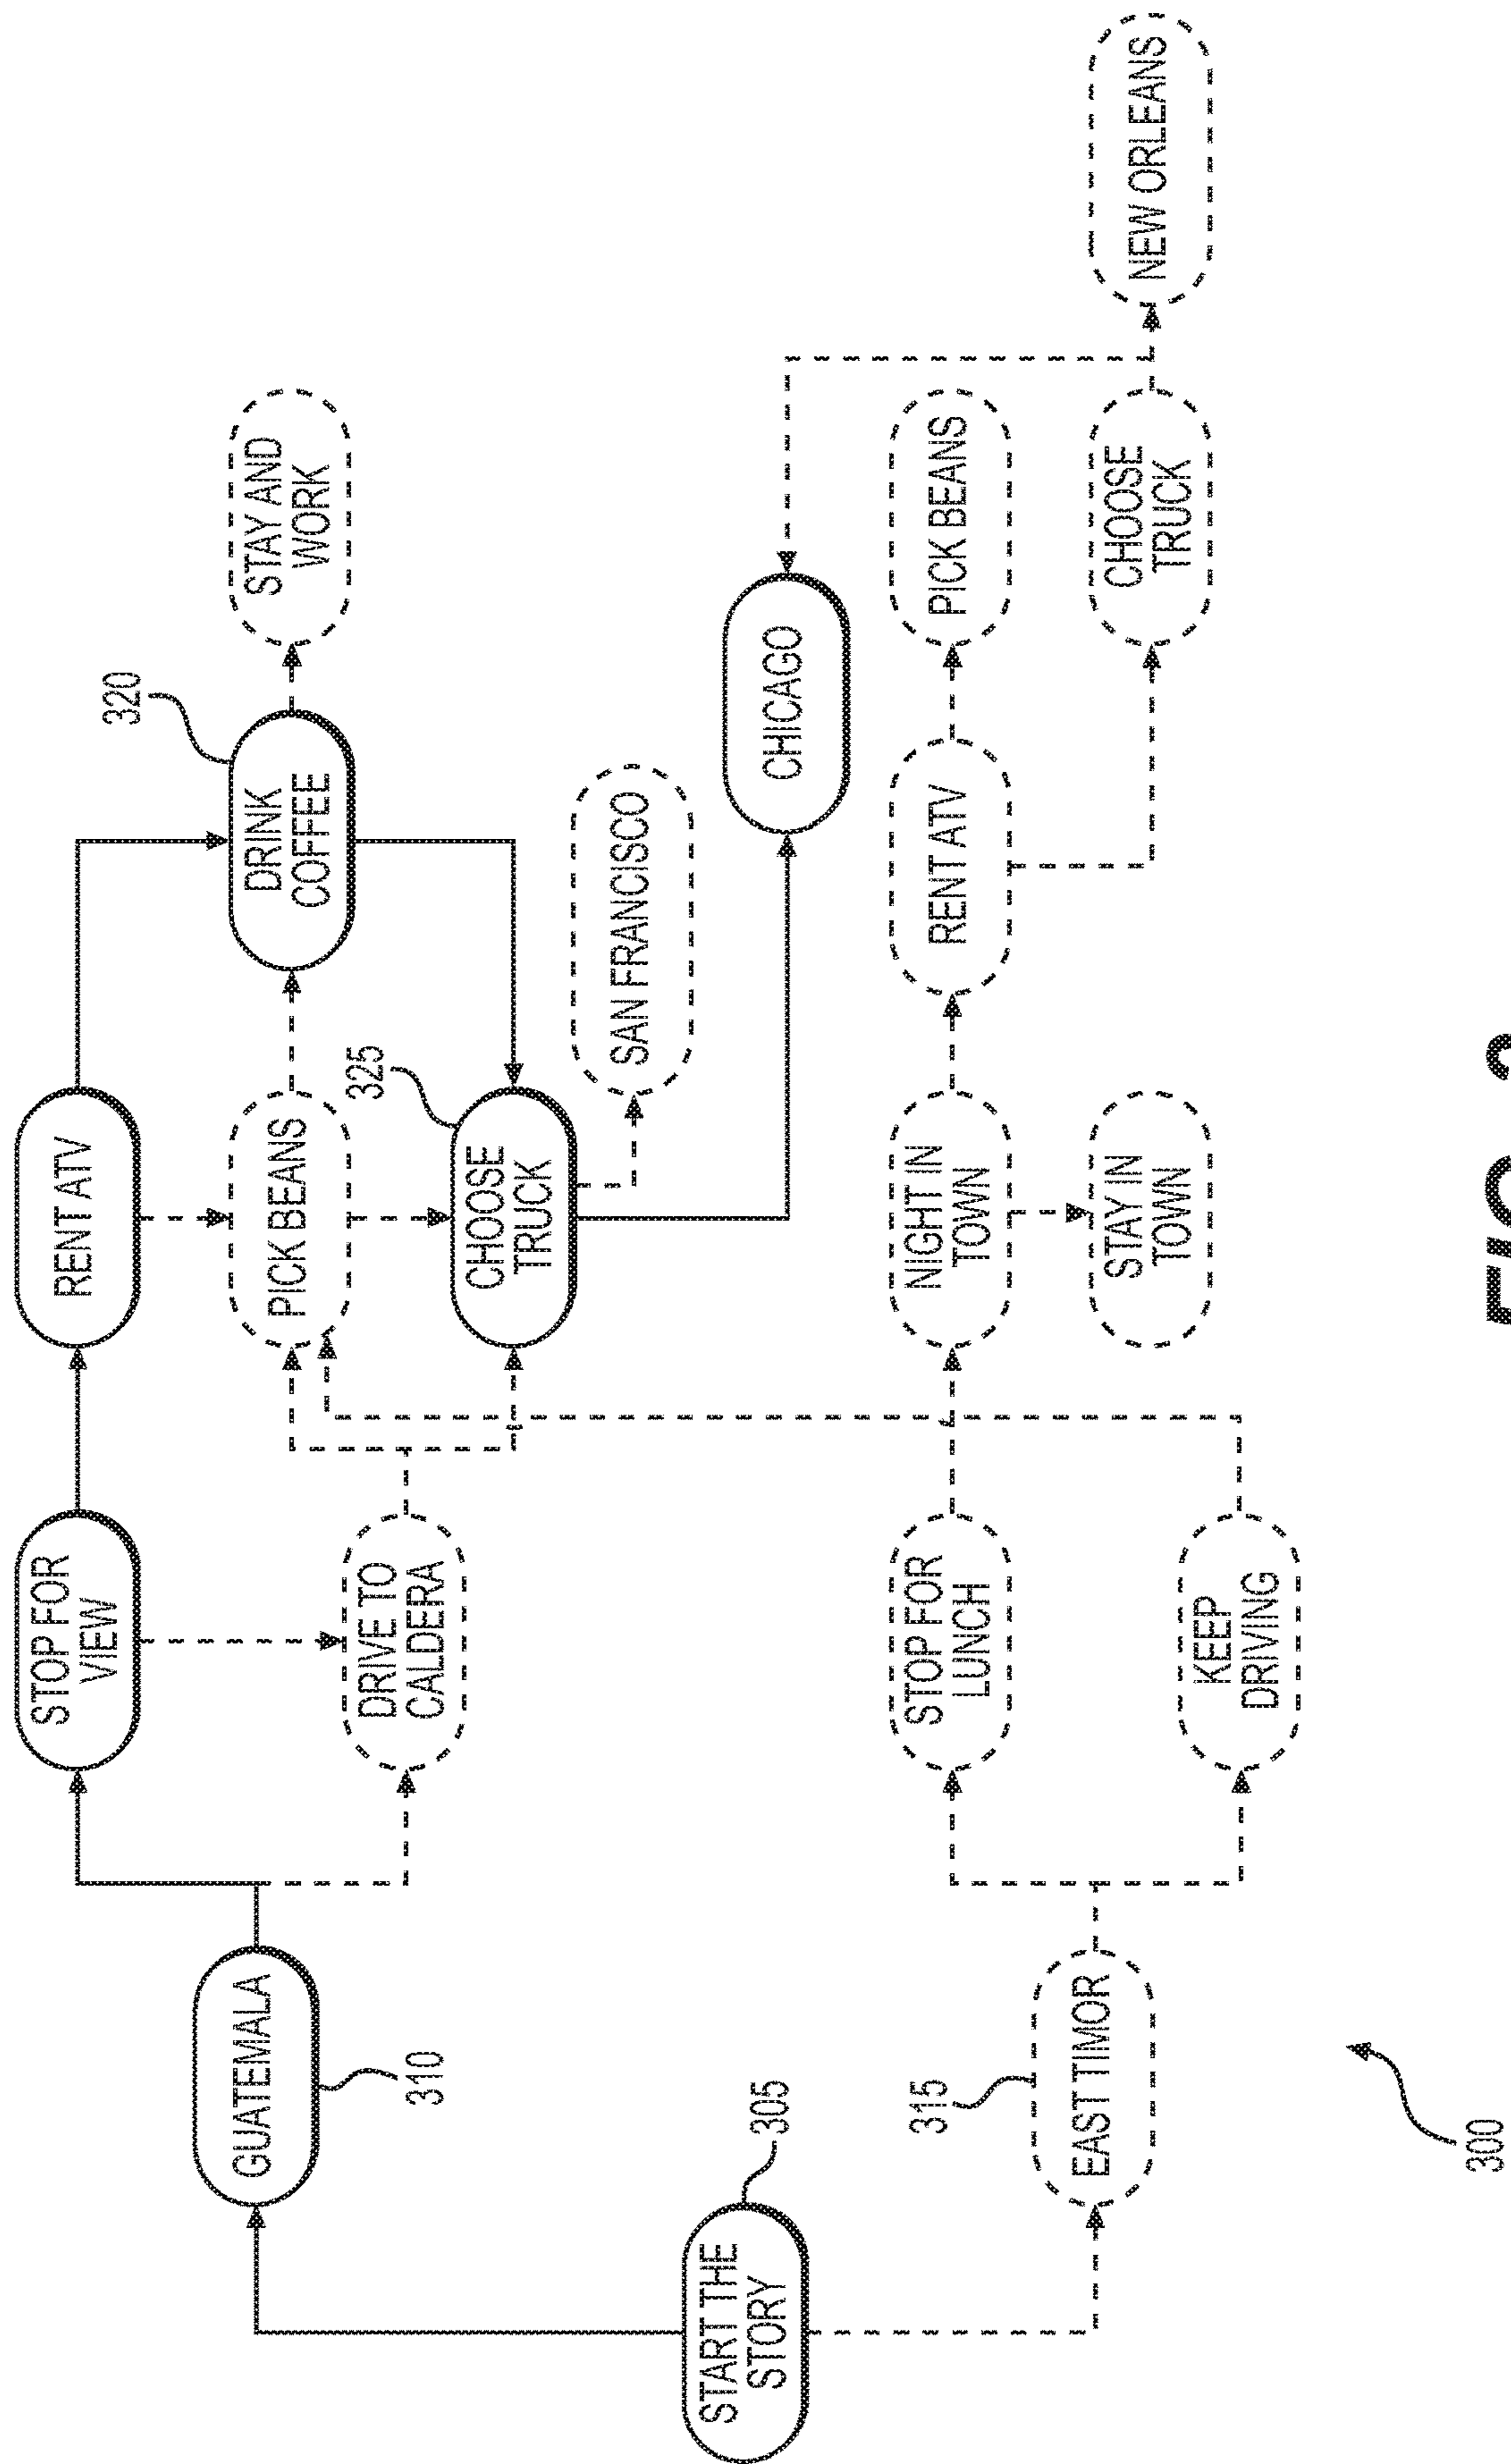 STOP FOR
VIEW
RENT ATV
320
GUATEMALA
310
PICK BEANS
DRINK
COFFEE
STAY AND
WORK
DRIVE TO
CALDERA
325
CHOOSE
TRUCK
SAN FRANCISCO
START THE
STORY
305
CHICAGO
315
STOP FOR
LUNCH
NIGHT IN
TOWN
RENT ATV
PICK BEANS
EAST TIMOR
KEEP
DRIVING
STAY IN
TOWN
CHOOSE
TRUCK
NEW ORLEANS
300